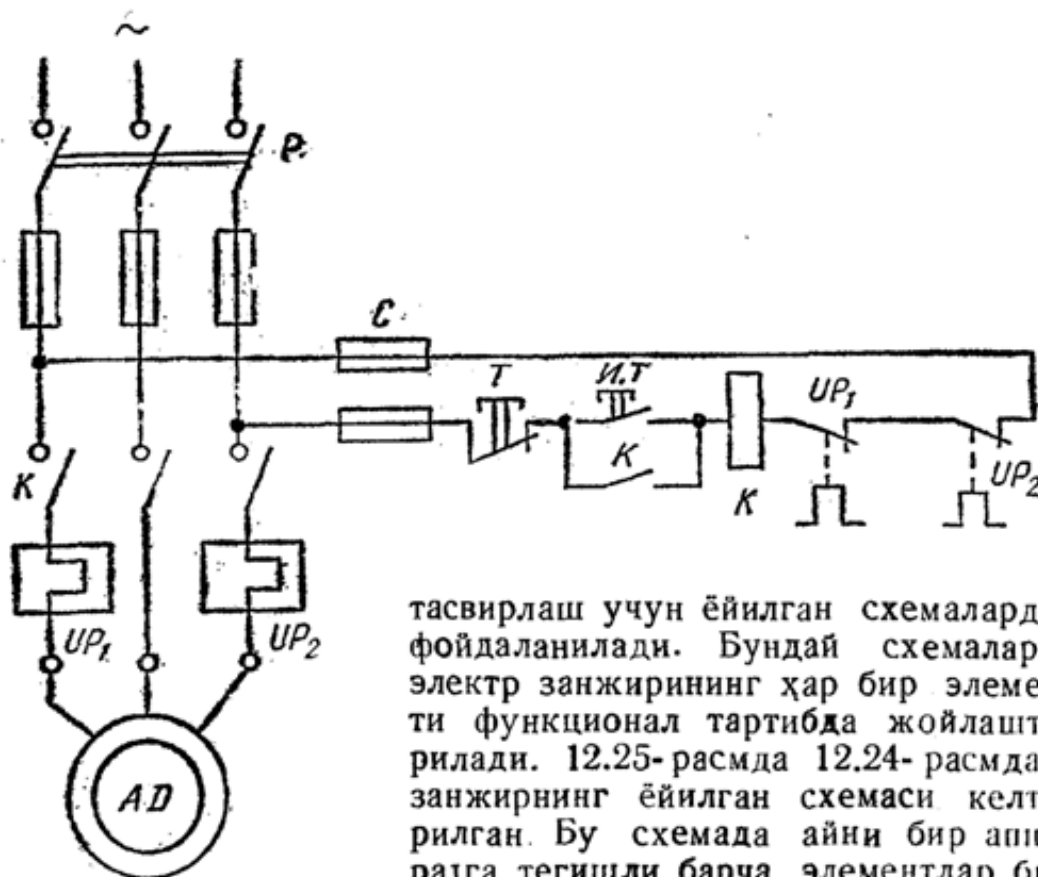 ~
P.
C
T
И.T
UP₁
K
K
UP₂
K
UP₁
UP₂
AD
тасвирлаш учун ёйилган схемалард
фойдаланилади. Бундай схемалар
электр занжирининг ҳар бир элеме
ти функционал тартибда жойлашт
рилади. 12.25-расмда 12.24-расмда
занжирнинг ёйилган схемаси келт
рилган. Бу схемада айни бир апп
ратга тегишли барча элементлар б